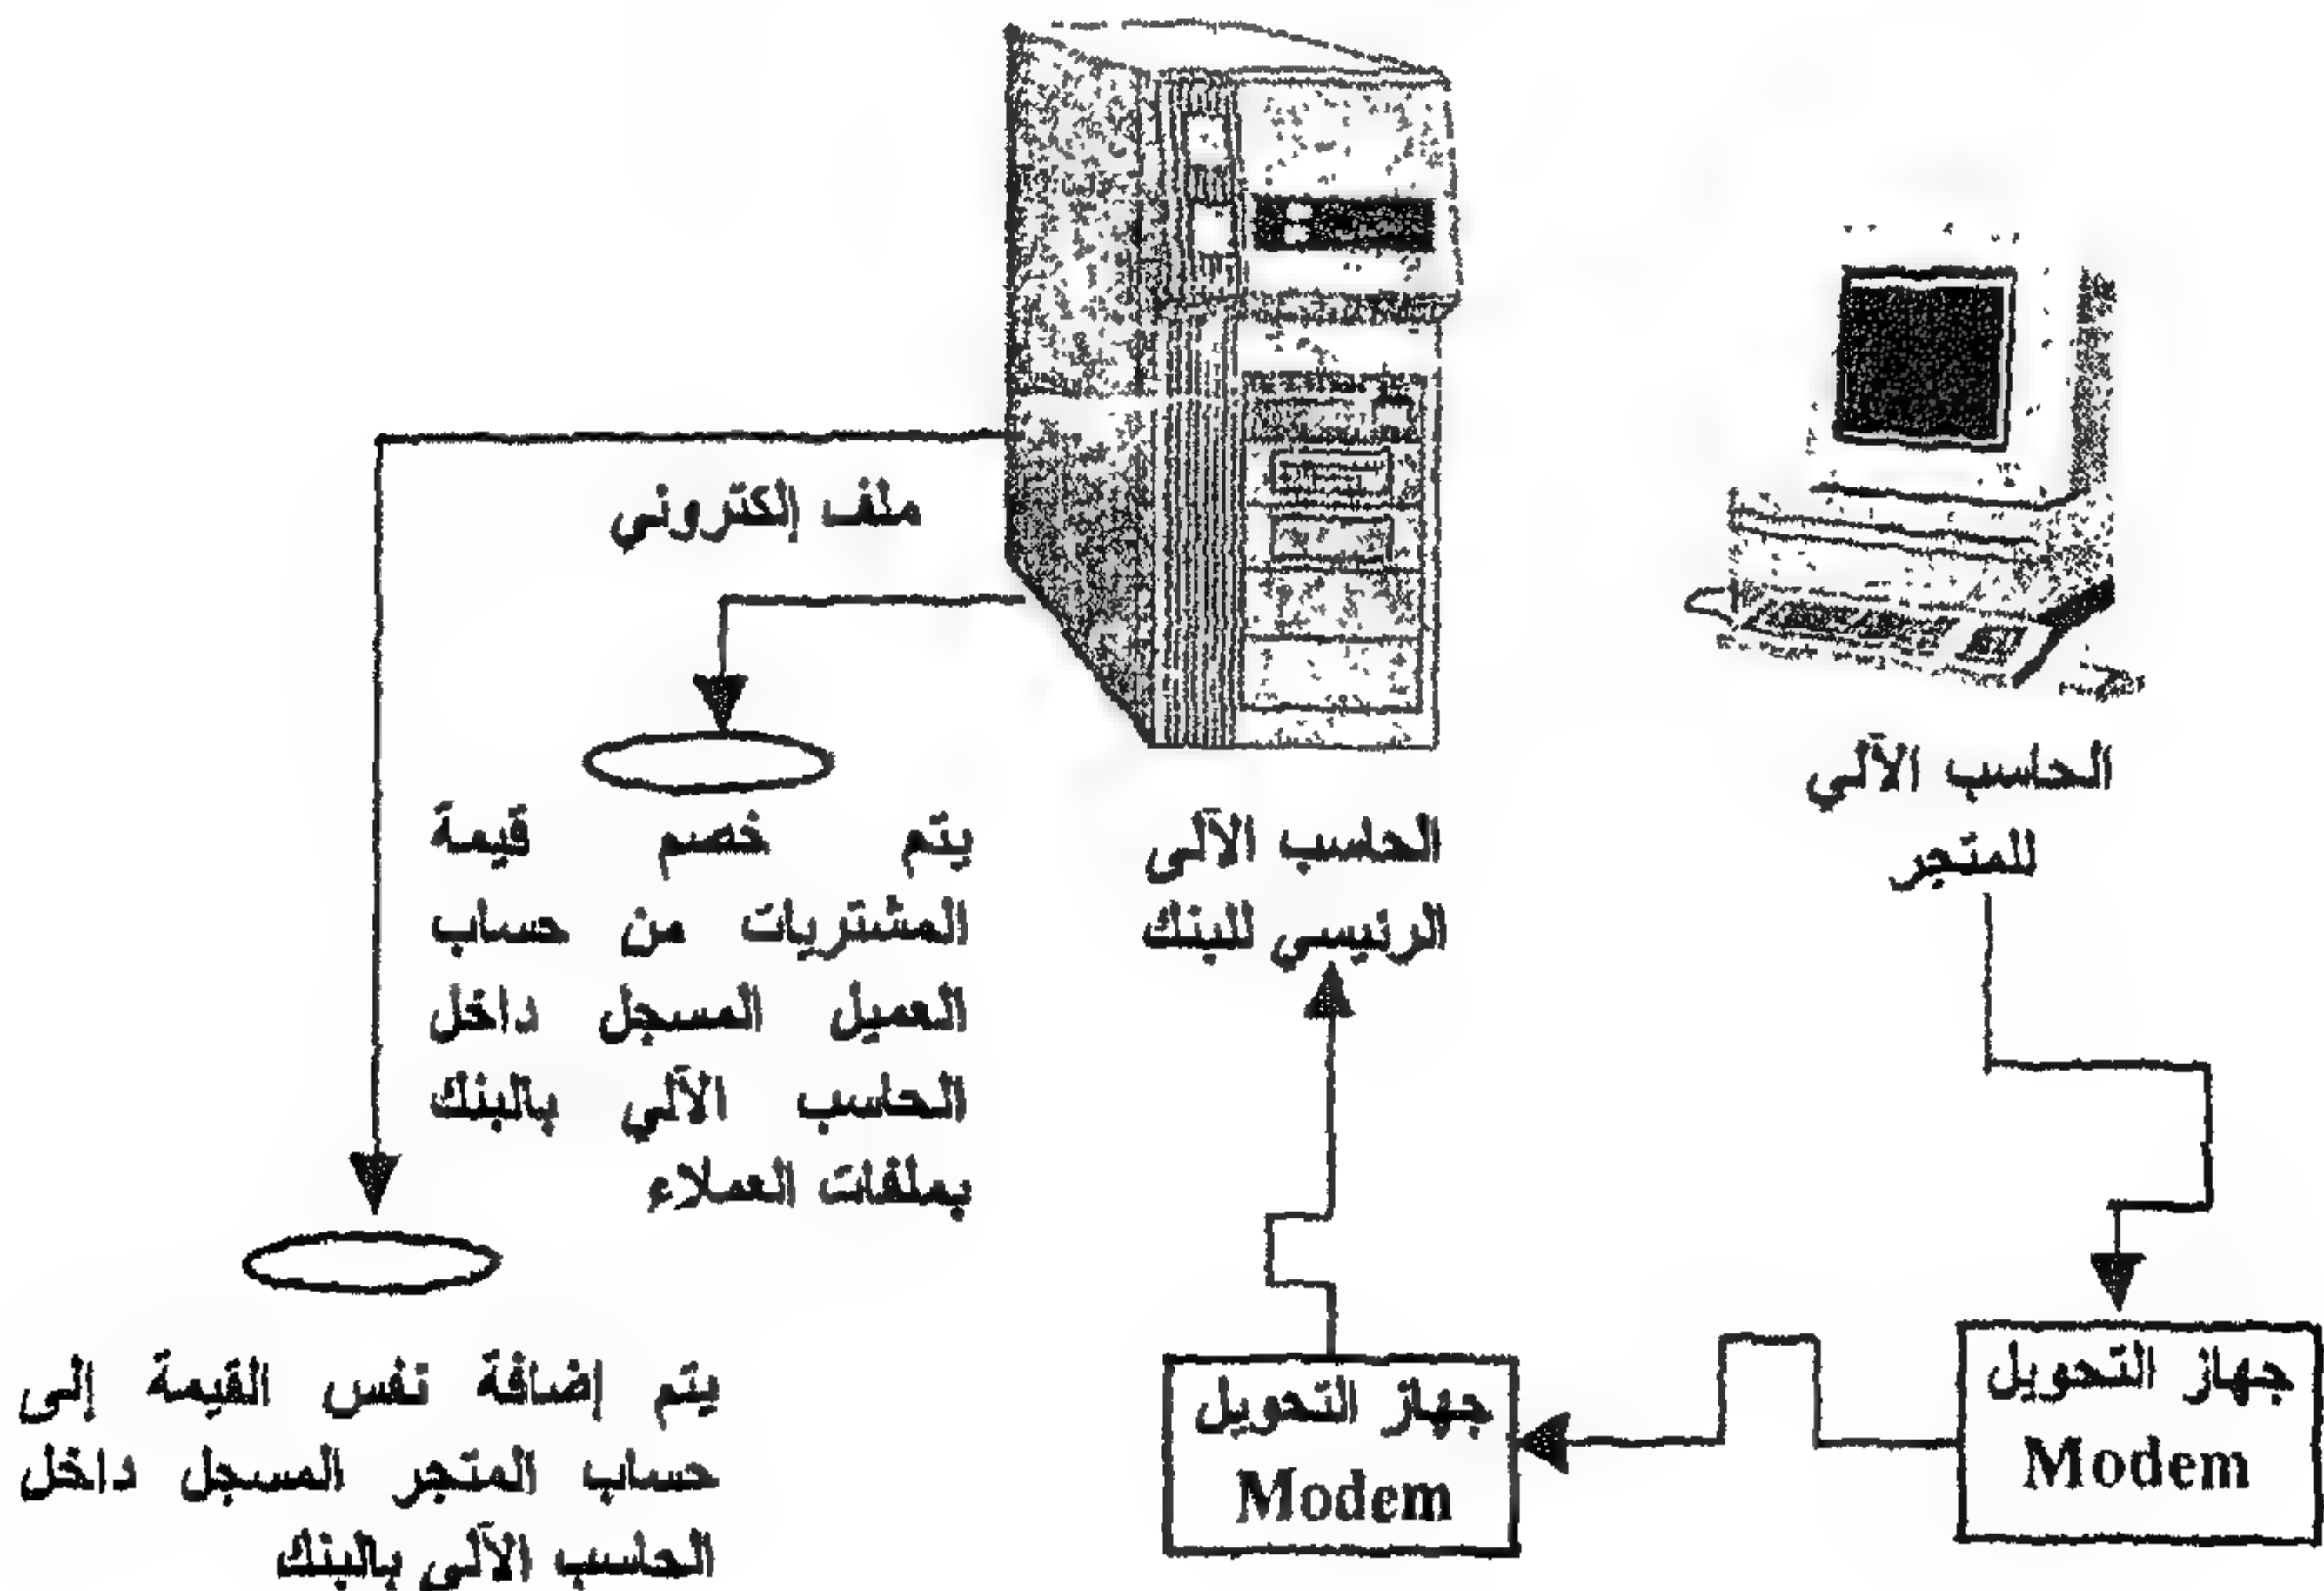 الحاسب الآلي
للمتجر
الحاسب الآلى
الرئيسي للبنك
ملف إلكتروني
يتم خصم قيمة
المشتريات من حساب
العميل المسجل داخل
الحاسب الآلي بالبنك
بملفات العملاء
جهاز التحويل
Modem
جهاز التحويل
Modem
يتم إضافة نفس القيمة إلى
حساب المتجر المسجل داخل
الحاسب الآلى بالبنك